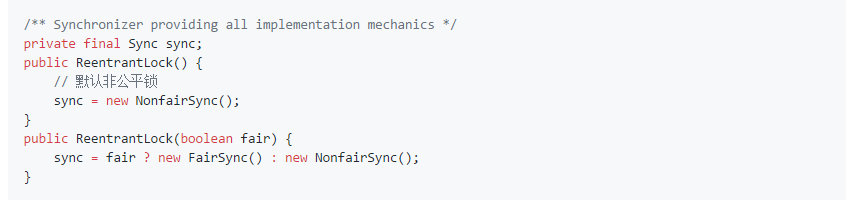 /** Synchronizer providing all implementation mechanics */
private final Sync sync;
public ReentrantLock() {
    // 默认非公平锁
    sync = new NonfairSync();
}
public ReentrantLock(boolean fair) {
    sync = fair ? new FairSync() : new NonfairSync();
}